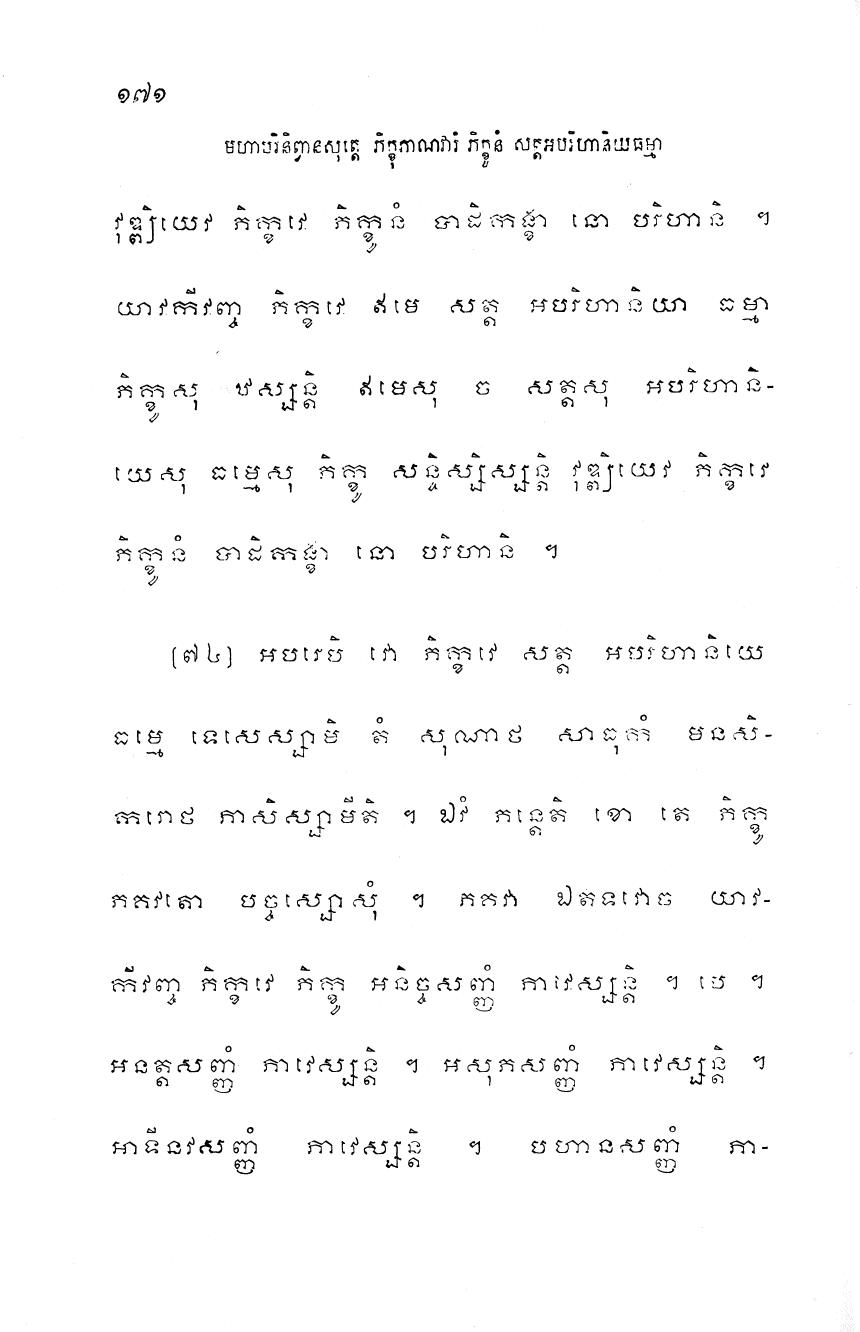 ១៧១
មហាបរិនិព្វានសុត្តេ ភិក្ខុភាណវារំ ភិក្ខូនំ សត្តអបរិហានិយធម្មា
វុឌ្ឍិយេវ ភិក្ខវេ ភិក្ខូនំ បាដិកង្ខា នោ បរិហានិ ។
យាវកីវញ្ច ភិក្ខវេ ឥមេ សត្ត អបរិហានិយា ធម្មា
ភិក្ខូសុ ឋស្សន្តិ ឥមេសុ ច សត្តសុ អបរិហានិ-
យេសុ ធម្មេសុ ភិក្ខូ សន្ទិស្សិស្សន្តិ វុឌ្ឍិយេវ ភិក្ខវេ
ភិក្ខូនំ បាដិកង្ខា នោ បរិហានិ ។
[៧៤] អបរេបិ វោ ភិក្ខវេ សត្ត អបរិហានិយេ
ធម្មេ ទេសេស្សាមិ តំ សុណាថ សាធុកំ មនសិ-
ករោថ ភាសិស្សាមីតិ ។ ឯវំ ភន្តេតិ ខោ តេ ភិក្ខូ
ភគវតោ បច្ចស្សោសុំ ។ ភគវា ឯតទវោច យាវ-
កីវញ្ច ភិក្ខវេ ភិក្ខូ អនិច្ចសញ្ញំ ភាវេស្សន្តិ ។ បេ ។
អនត្តសញ្ញំ ភាវេស្សន្តិ ។ អសុភសញ្ញំ ភាវេស្សន្តិ ។
អាទីនវសញ្ញំ ភាវេស្សន្តិ ។ បហានសញ្ញំ ភា-